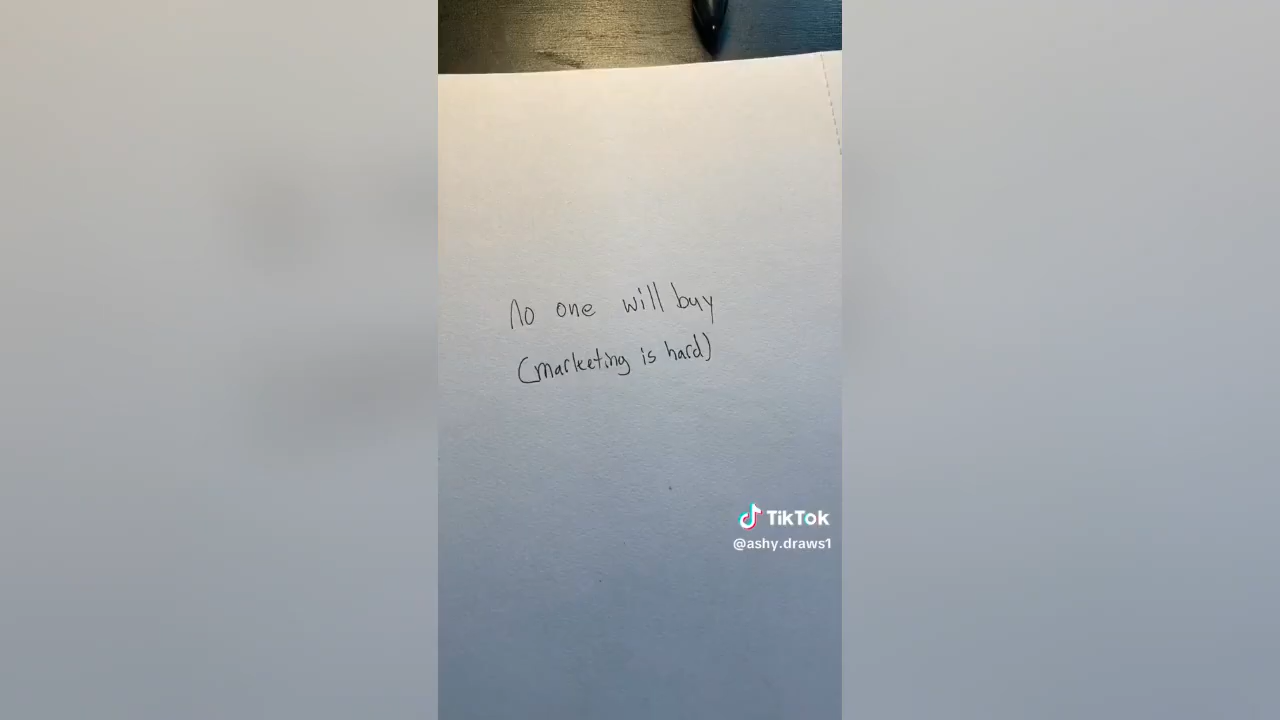 No one will buy
(marketing is hard)
TikTok
@ashy.draws1